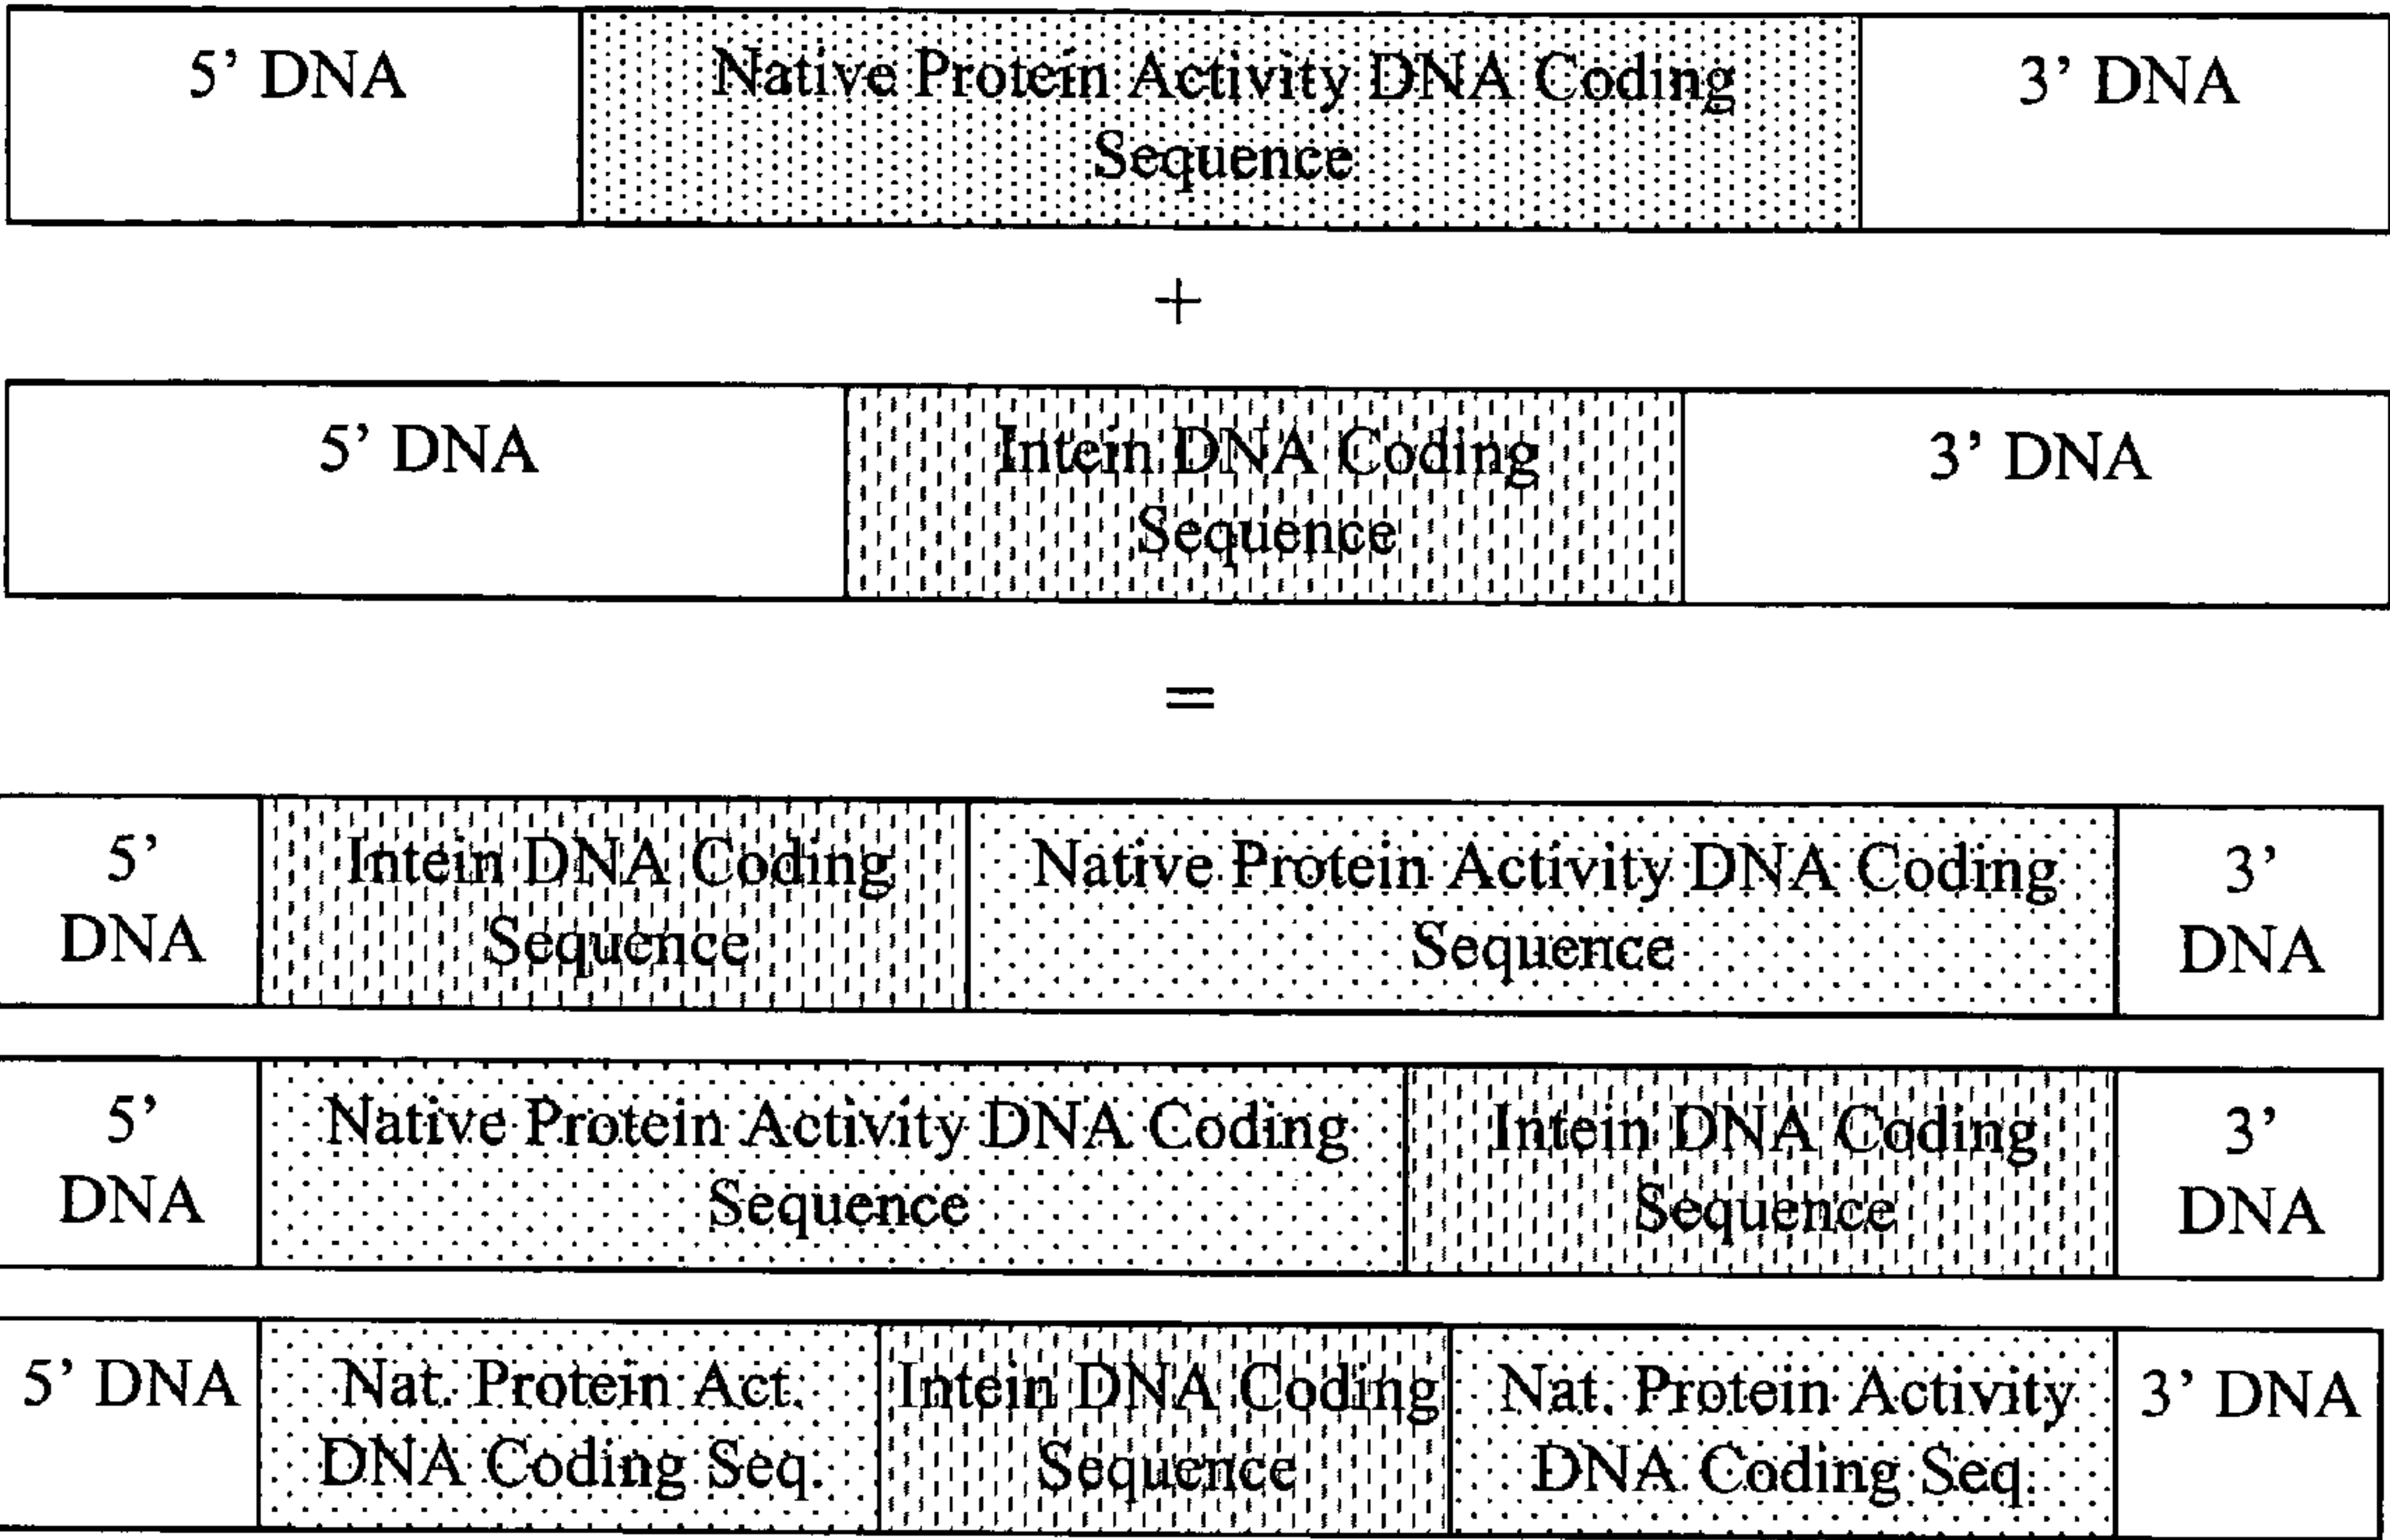 5’ DNA
Native Protein Activity DNA Coding
Sequence
3’ DNA
+
5’ DNA
Intein DNA Coding
Sequence
3’ DNA
=
5’
DNA
Intein DNA Coding
Sequence
Native Protein Activity DNA Coding
Sequence
3’
DNA
5’
DNA
Native Protein Activity DNA Coding
Sequence
Intein DNA Coding
Sequence
3’
DNA
5’ DNA
Nat. Protein Act.
DNA Coding Seq.
Intein DNA Coding
Sequence
Nat. Protein Activity
DNA Coding Seq.
3’ DNA